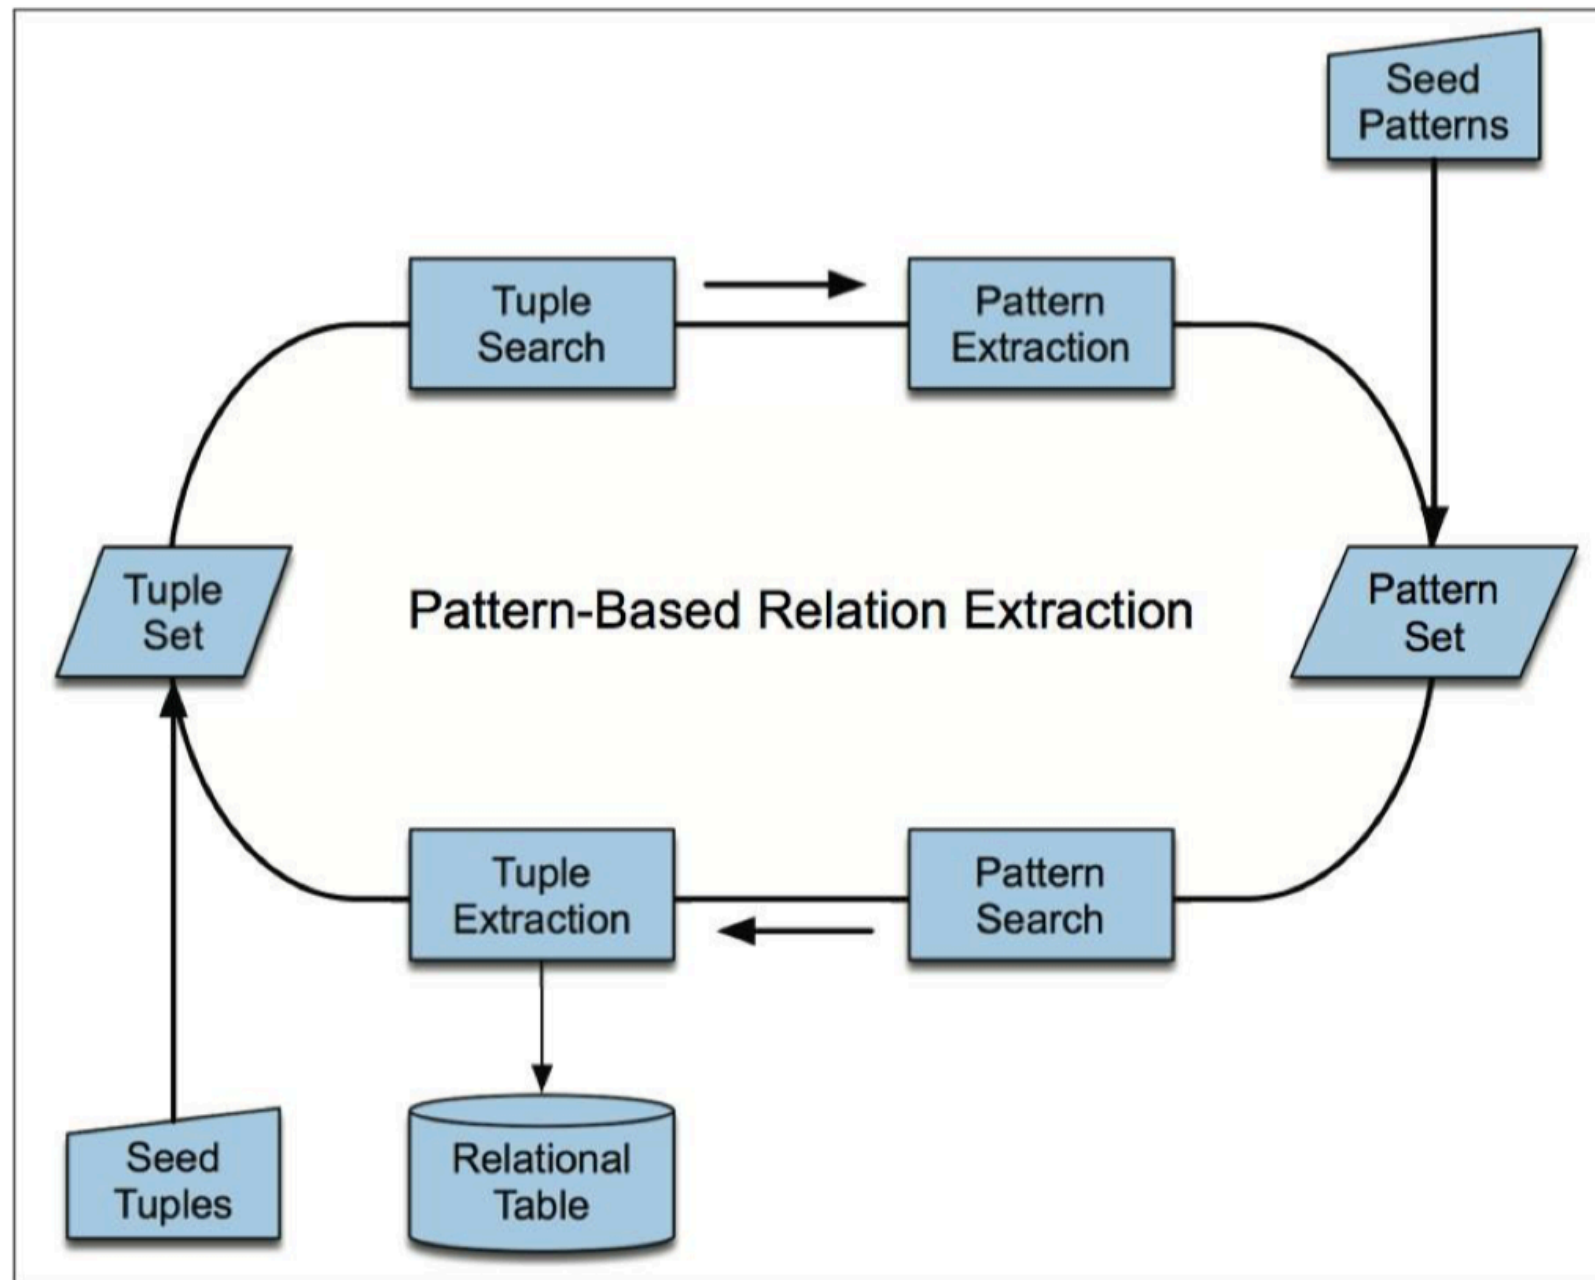 Seed
Patterns
Tuple
Search
Pattern
Extraction
Tuple
Set
Pattern-Based Relation Extraction
Pattern
Set
Tuple
Extraction
Pattern
Search
Seed
Tuples
Relational
Table